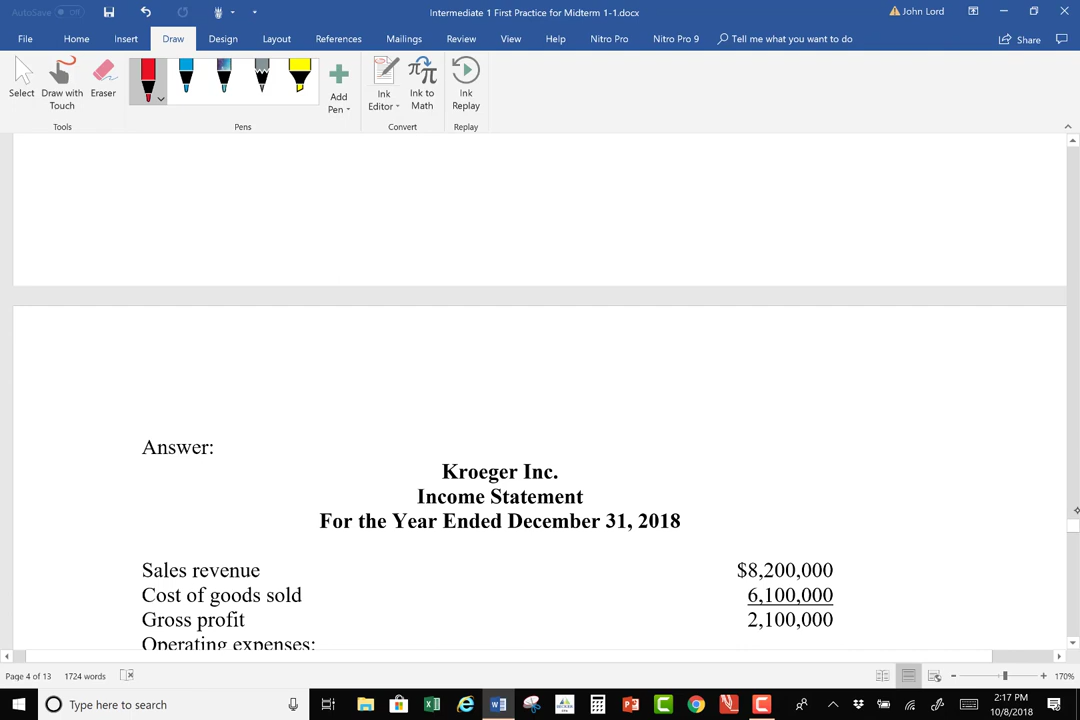 AutoSave Off
Intermediate 1 First Practice for Midterm 1-1.docx
John Lord
File Home Insert Draw Design Layout References Mailings Review View Help Nitro Pro Nitro Pro 9 Tell me what you want to do
Share
Select
Draw with Touch
Eraser
Add Pen
Ink Editor
Ink to Math
Ink Replay
Tools
Pens
Convert
Replay
Answer:
Kroeger Inc.
Income Statement
For the Year Ended December 31, 2018
Sales revenue $8,200,000
Cost of goods sold 6,100,000
Gross profit 2,100,000
Operating expenses:
Page 4 of 13 1724 words
170%
Type here to search
2:17 PM
10/8/2018